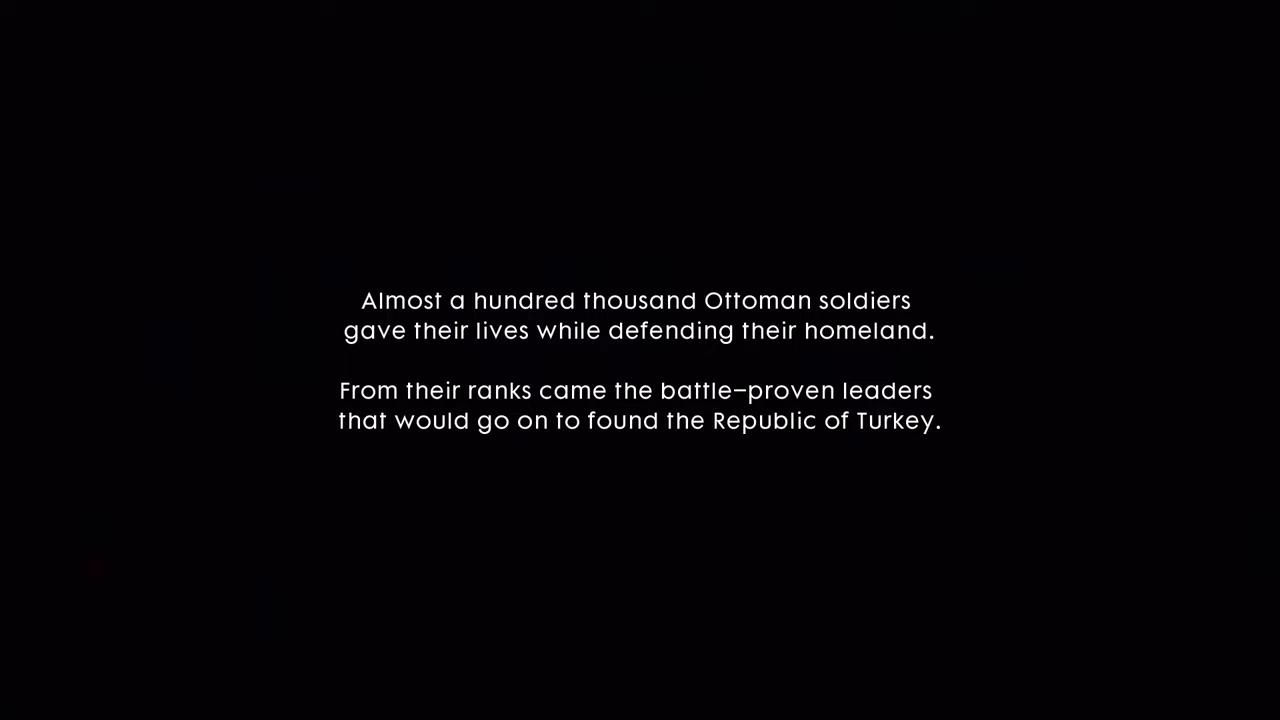 Almost a hundred thousand Ottoman soldiers
gave their lives while defending their homeland.
From their ranks came the battle–proven leaders
that would go on to found the Republic of Turkey.